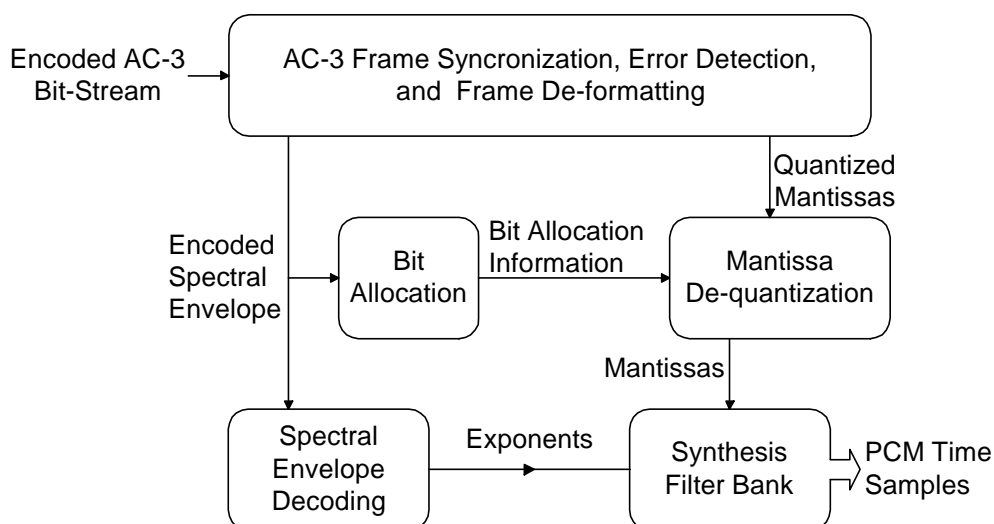 Encoded AC-3
Bit-Stream
AC-3 Frame Syncronization, Error Detection,
and Frame De-formatting
Quantized
Mantissas
Encoded
Spectral
Envelope
Bit
Allocation
Bit Allocation
Information
Mantissa
De-quantization
Mantissas
Spectral
Envelope
Decoding
Exponents
Synthesis
Filter Bank
PCM Time
Samples